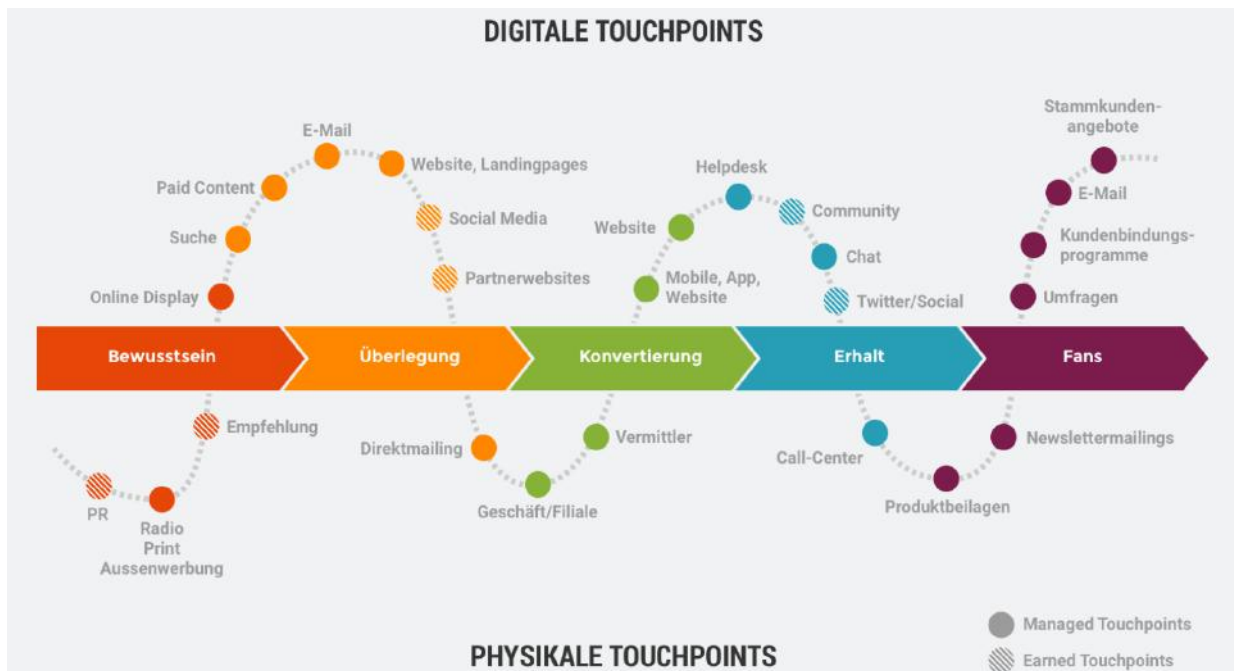 DIGITALE TOUCHPOINTS
Stammkunden-
angebote
E-Mail
Website, Landingpages
Helpdesk
Paid Content
E-Mail
Social Media
Website
Community
Suche
Kundenbindungs-
programme
Chat
Partnerwebsites
Mobile, App,
Website
Online Display
Twitter/Social
Umfragen
Bewusstsein
Überlegung
Konvertierung
Erhalt
Fans
Empfehlung
Direktmailing
Vermittler
Call-Center
Newslettermailings
PR
Radio
Print
Aussenwerbung
Geschäft/Filiale
Produktbeilagen
Managed Touchpoints
PHYSIKALE TOUCHPOINTS
Earned Touchpoints